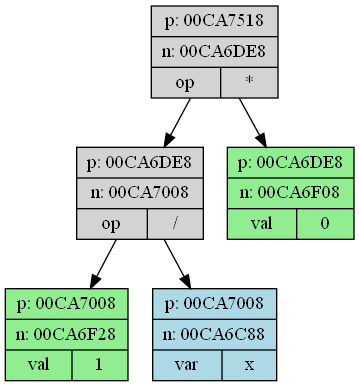 p: 00CA7518
n: 00CA6DE8
op *
p: 00CA6DE8
n: 00CA7008
op /
p: 00CA6DE8
n: 00CA6F08
val 0
p: 00CA7008
n: 00CA6F28
val 1
p: 00CA7008
n: 00CA6C88
var x